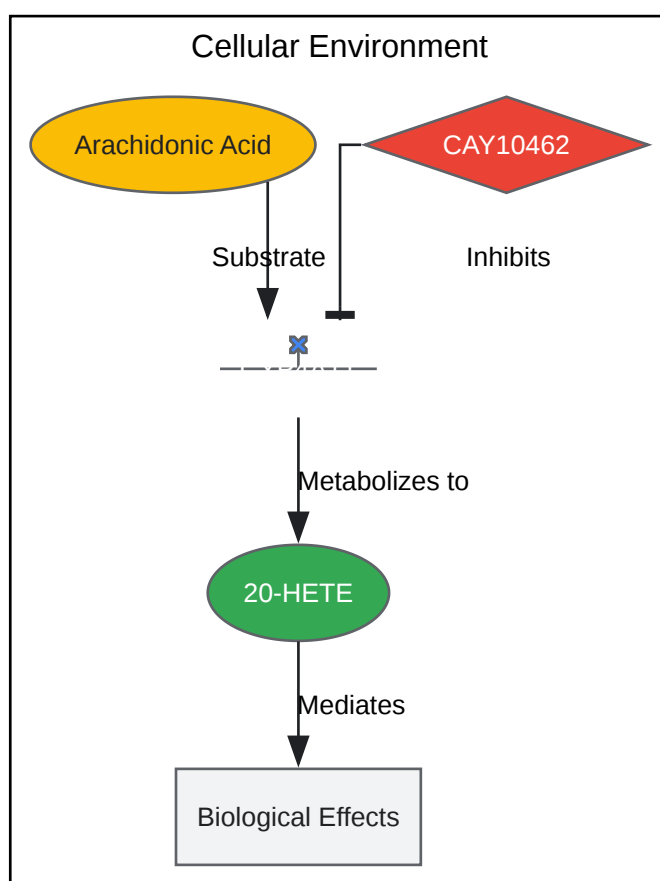 Cellular Environment
Arachidonic Acid
CAY10462
Substrate
Inhibits
Metabolizes to
20-HETE
Mediates
Biological Effects